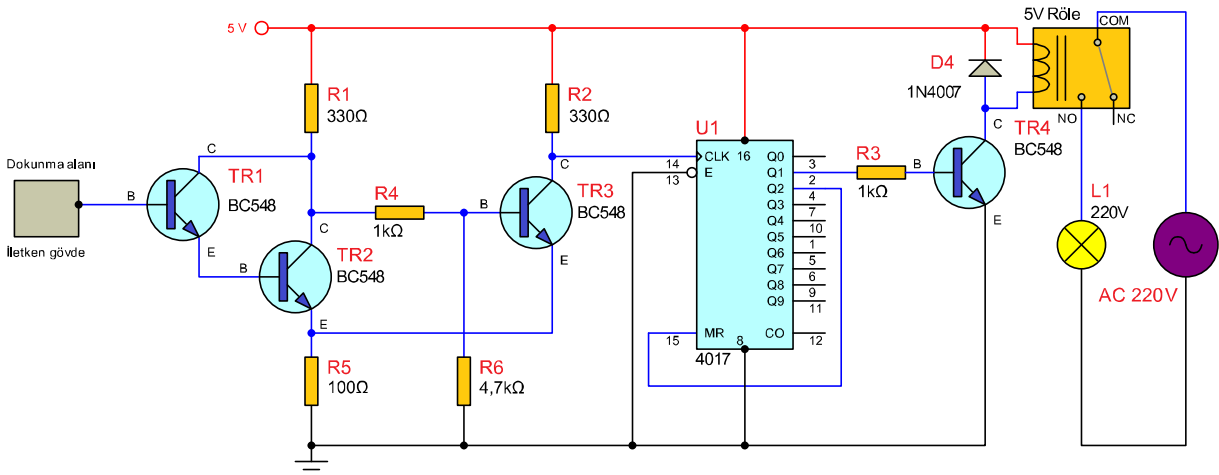 5 V
R1
330Ω
R2
330Ω
D4
1N4007
5V Röle
COM
NO
NC
Dokunma alanı
İletken gövde
B
C
E
TR1
BC548
B
C
E
TR2
BC548
R4
1kΩ
B
C
E
TR3
BC548
R5
100Ω
R6
4,7kΩ
U1
14
CLK
13
E
16
15
MR
8
4017
Q0
3
Q1
2
Q2
4
Q3
7
Q4
10
Q5
1
Q6
5
Q7
6
Q8
9
Q9
11
CO
12
R3
1kΩ
B
C
E
TR4
BC548
L1
220V
AC 220V